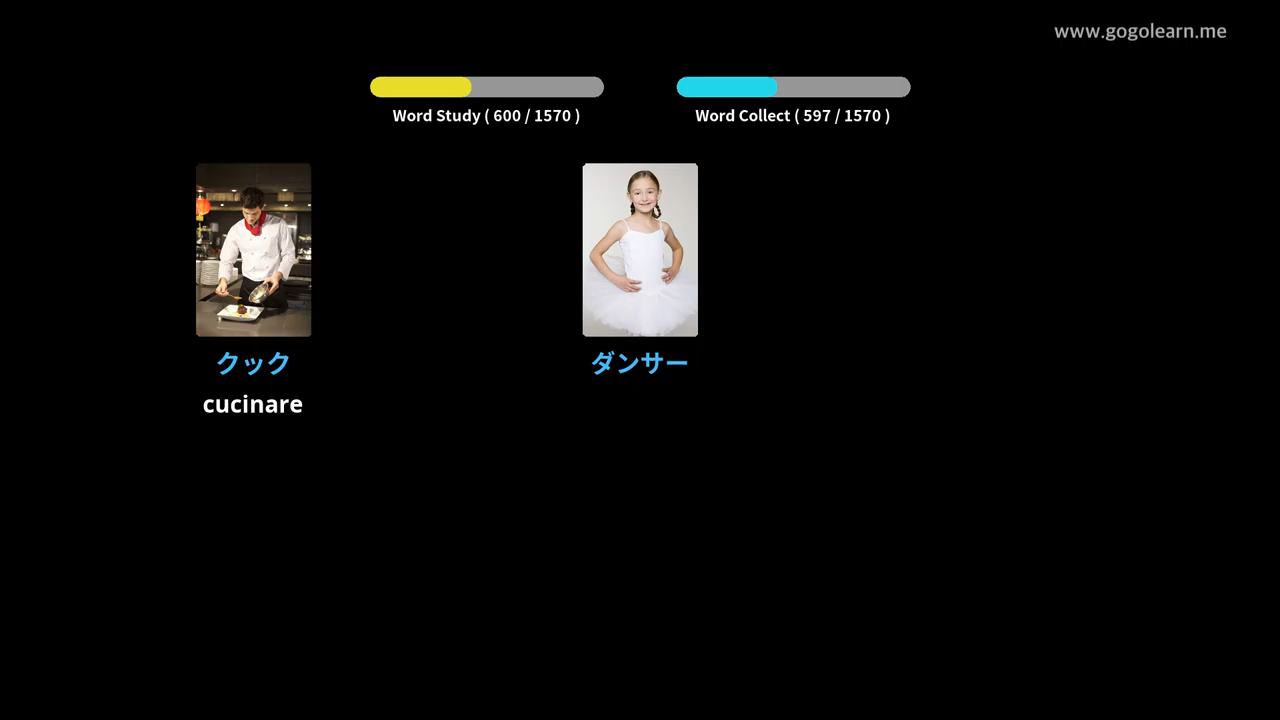 www.gogolearn.me
Word Study ( 600 / 1570 )
Word Collect ( 597 / 1570 )
クック
ダンサー
cucinare